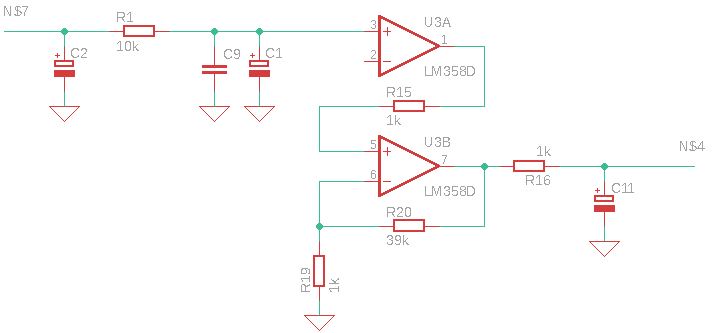 N$7
R1
10k
C2
C9
C1
+
+
3
2
+
−
1
U3A
LM358D
R15
1k
5
6
+
−
7
U3B
LM358D
R20
39k
R19
1k
1k
R16
N$4
+
C11